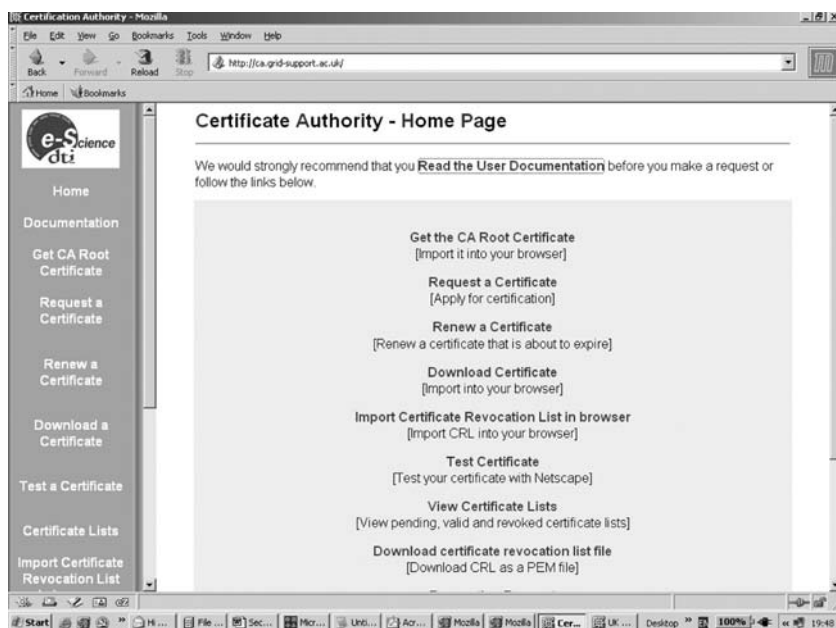 Certification Authority - Mozilla
File Edit View Go Bookmarks Tools Window Help
Back Forward Reload Stop http://ca.grid-support.ac.uk/
Home Bookmarks
e-Science
dti
Home
Documentation
Get CA Root
Certificate
Request a
Certificate
Renew a
Certificate
Download a
Certificate
Test a Certificate
Certificate Lists
Import Certificate
Revocation List
Certificate Authority - Home Page
We would strongly recommend that you Read the User Documentation before you make a request or
follow the links below.
Get the CA Root Certificate
[Import it into your browser]
Request a Certificate
[Apply for certification]
Renew a Certificate
[Renew a certificate that is about to expire]
Download Certificate
[Import into your browser]
Import Certificate Revocation List in browser
[Import CRL into your browser]
Test Certificate
[Test your certificate with Netscape]
View Certificate Lists
[View pending, valid and revoked certificate lists]
Download certificate revocation list file
[Download CRL as a PEM file]
Start » Hi ... File ... Sec... Micr... Unti... Acr... Mozilla Mozilla Cer... UK ... Desktop » 100% « 19:48